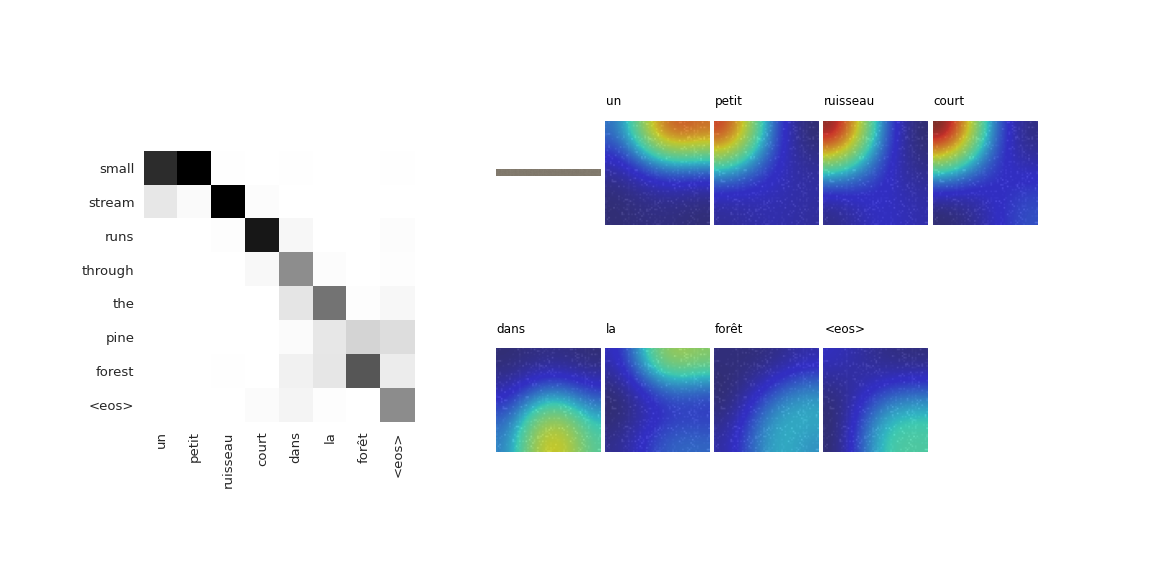 small
stream
runs
through
the
pine
forest
<eos>
un
petit
ruisseau
court
dans
la
forêt
<eos>
un petit ruisseau court
dans la forêt <eos>